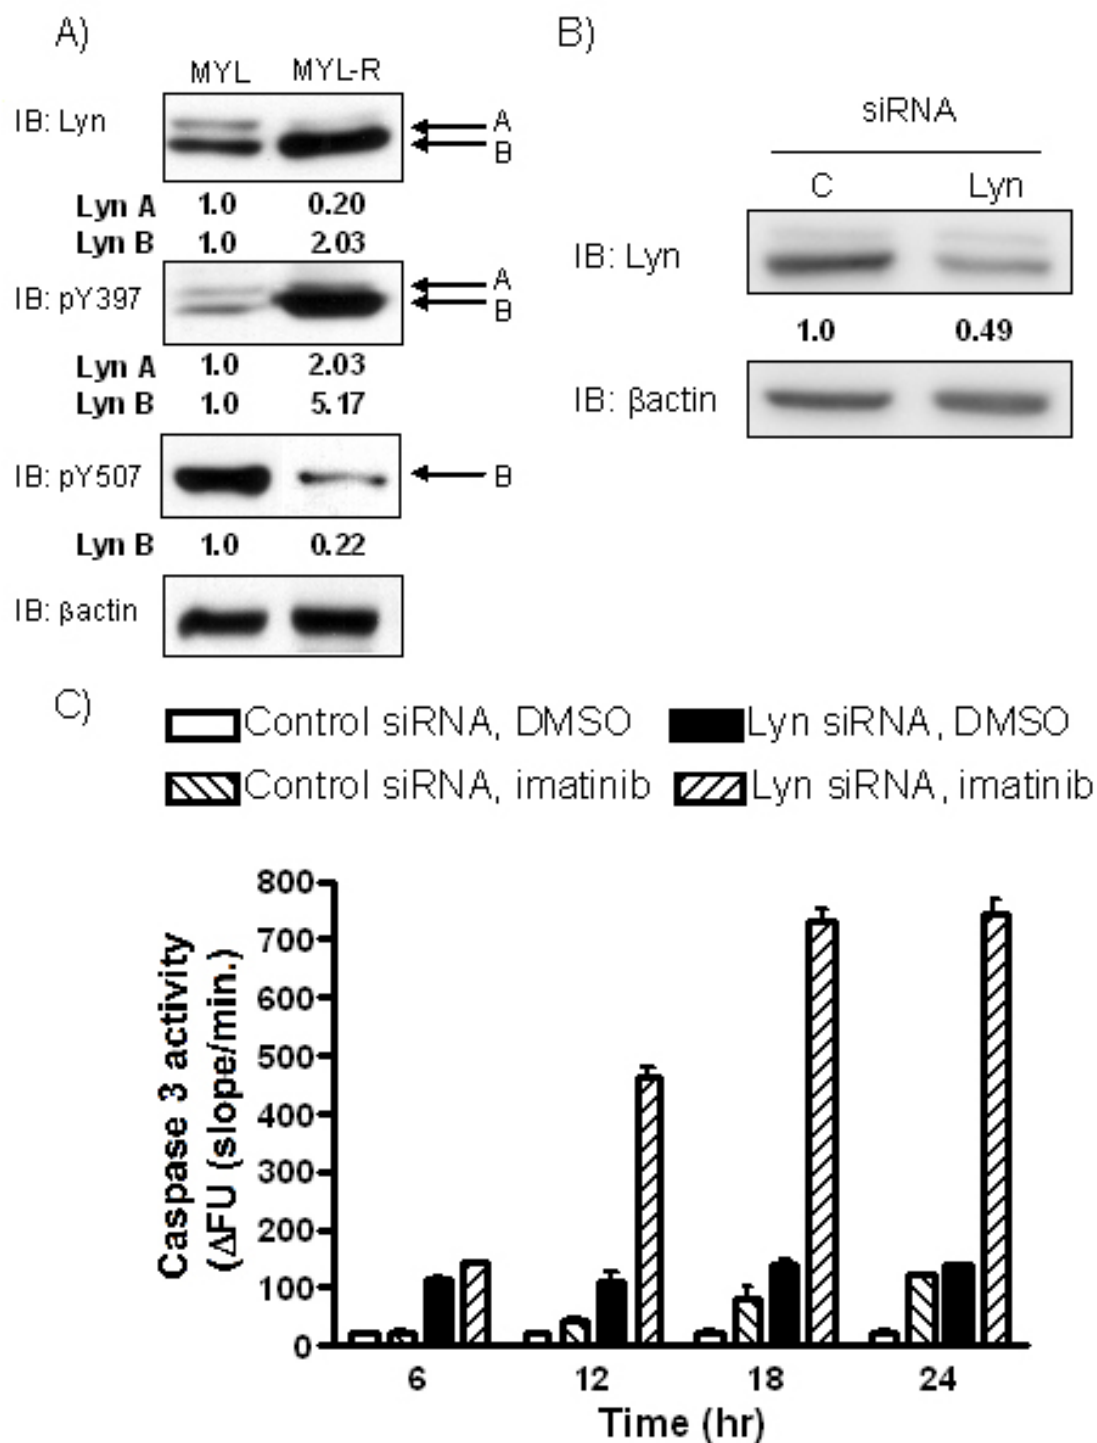 A)
MYL MYL-R
IB: Lyn
A
B
Lyn A 1.0 0.20
Lyn B 1.0 2.03
IB: pY397
A
B
Lyn A 1.0 2.03
Lyn B 1.0 5.17
IB: pY507
B
Lyn B 1.0 0.22
IB: βactin
B)
siRNA
C Lyn
IB: Lyn
1.0 0.49
IB: βactin
C)
Control siRNA, DMSO Lyn siRNA, DMSO
Control siRNA, imatinib Lyn siRNA, imatinib
Caspase 3 activity
(ΔFU (slope/min.)
800
700
600
500
400
300
200
100
0
6 12 18 24
Time (hr)